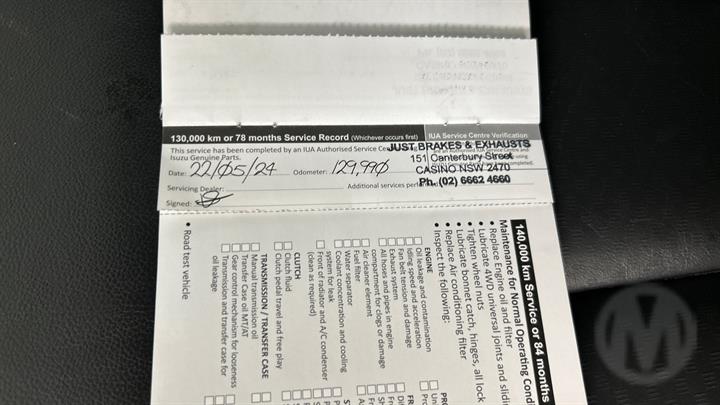 130,000 km or 78 months Service Record (Whichever occurs first)
IUA Service Centre Verification
This service has been completed by an IUA Authorised Service
Isuzu Genuine Parts.
JUST BRAKES & EXHAUSTS
151 Canterbury Street
CASINO NSW 2470
Ph. (02) 6662 4660
Date: 22/05/24 Odometer: 129,990
Servicing Dealer:
Additional services
Signed:
140,000 km Service or 84 months
Maintenance for Normal Operating
• Replace Engine oil and filter
• Lubricate 4WD universal joints and
• Tighten wheel nuts
• Lubricate bonnet catch, hinges, all lock
• Replace Air conditioning filter
• Inspect the following:
ENGINE
Oil leakage and contamination
Idling speed and acceleration
Fan belt tension and damage
Exhaust system
All hoses and pipes in engine
compartment for clogs or damage
Air cleaner element
Fuel filter
Water separator
Coolant concentration and cooling
system for leak
Front of radiator and A/C condenser
(clean as required)
CLUTCH
Clutch fluid
Clutch pedal travel and free play
TRANSMISSION / TRANSFER CASE
Manual transmission oil
Transfer Case oil MT/AT
Gear control mechanism for looseness
Transmission and transfer case for
oil leakage
• Road test vehicle
M